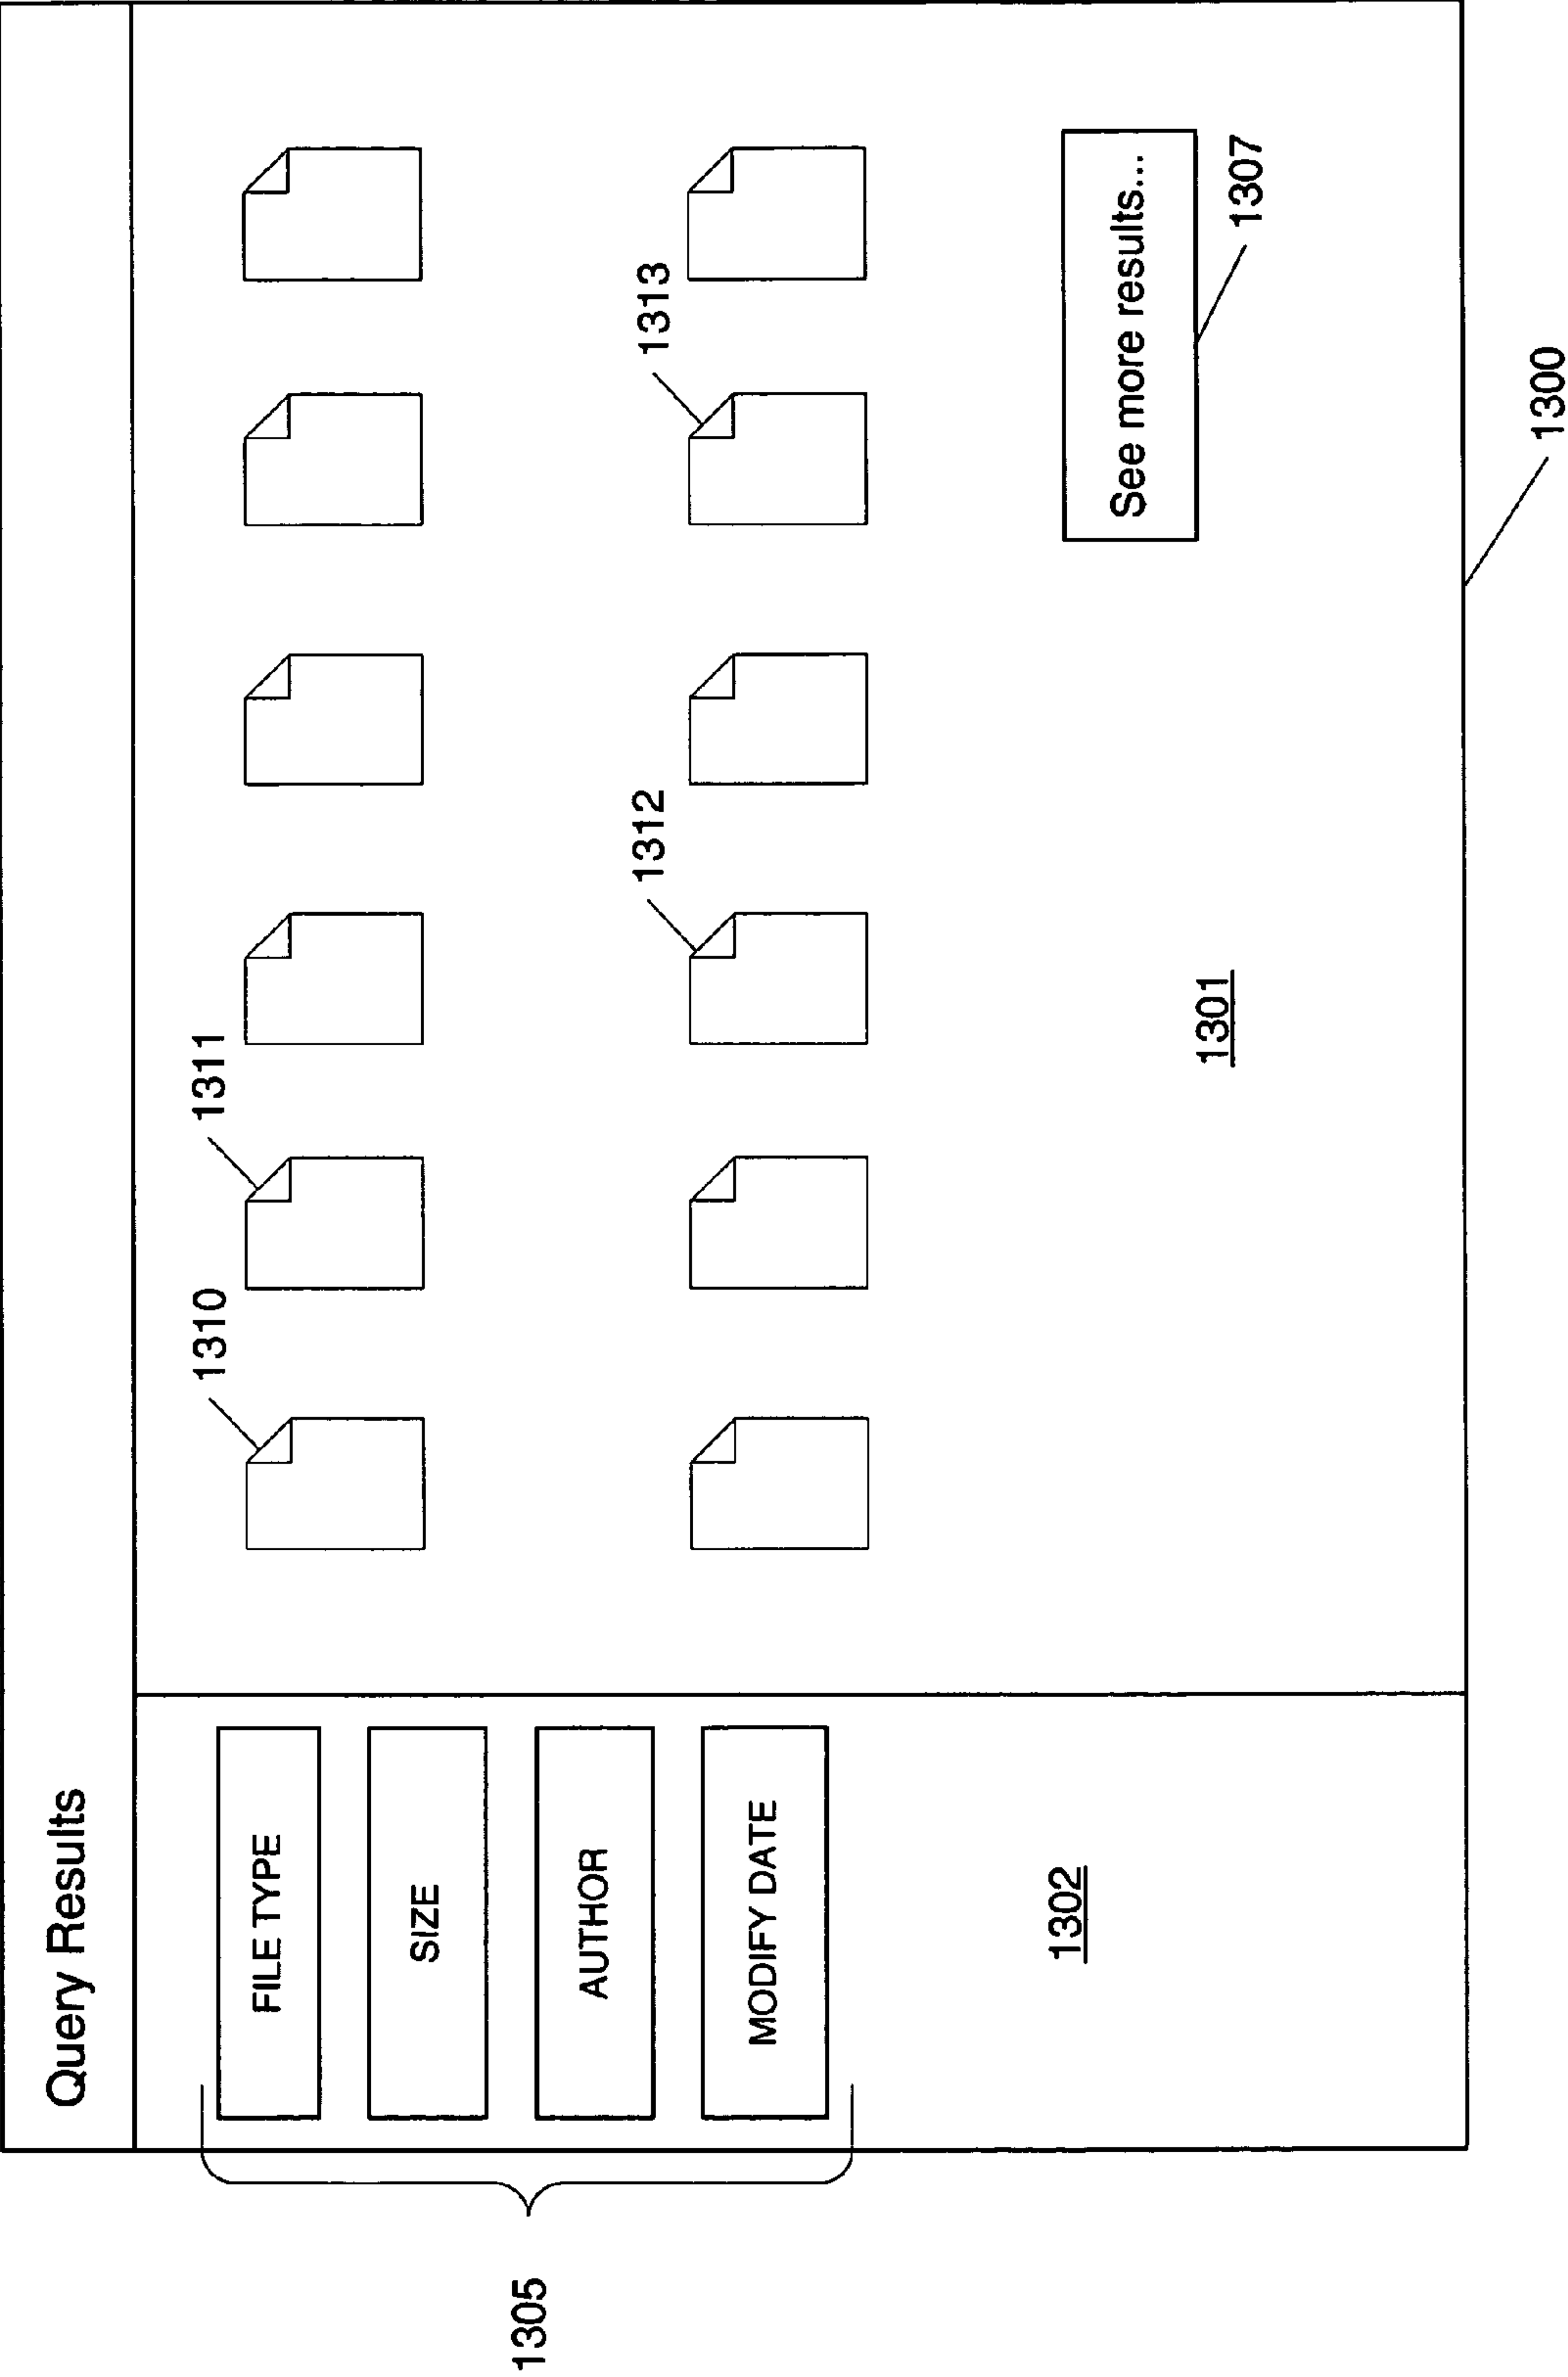 Query Results
1305
FILE TYPE
SIZE
AUTHOR
MODIFY DATE
1302
1310
1311
1312
1313
1301
See more results...
1307
1300